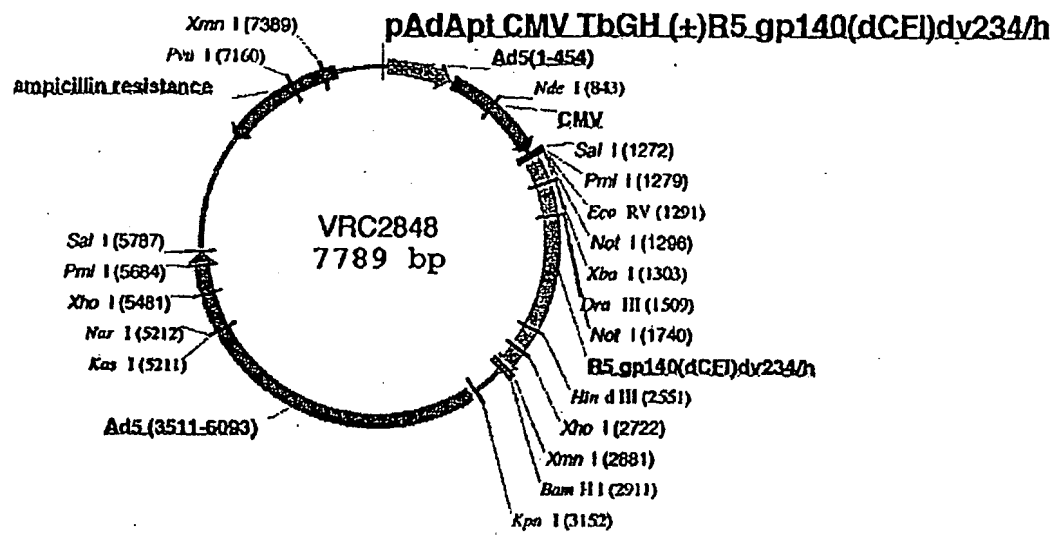 pAdApt CMV TbGH (+)R5 gp140(dCFI)dv234/h
Xmn I (7389)
Pvu I (7160)
ampicillin resistance
Ad5(1-454)
Nde I (843)
CMV
Sal I (1272)
Pml I (1279)
Eco RV (1291)
Not I (1296)
Xba I (1303)
Dra III (1509)
Not I (1740)
R5 gp140(dCFI)dv234/h
Hin d III (2551)
Xho I (2722)
Xmn I (2881)
Bam H I (2911)
Kpn I (3152)
VRC2848
7789 bp
Sal I (5787)
Pml I (5684)
Xho I (5481)
Nar I (5212)
Kas I (5211)
Ad5 (3511-6093)